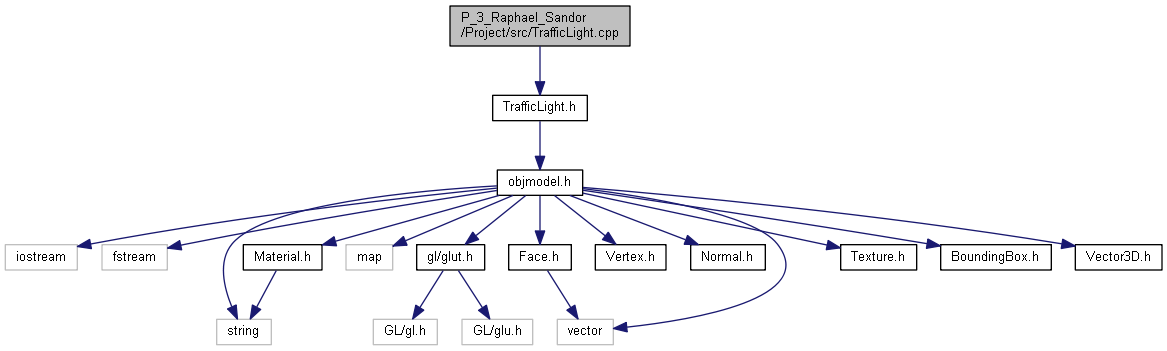 P_3_Raphael_Sandor
/Project/src/TrafficLight.cpp
TrafficLight.h
objmodel.h
iostream
fstream
Material.h
map
gl/glut.h
Face.h
Vertex.h
Normal.h
Texture.h
BoundingBox.h
Vector3D.h
string
GL/gl.h
GL/glu.h
vector